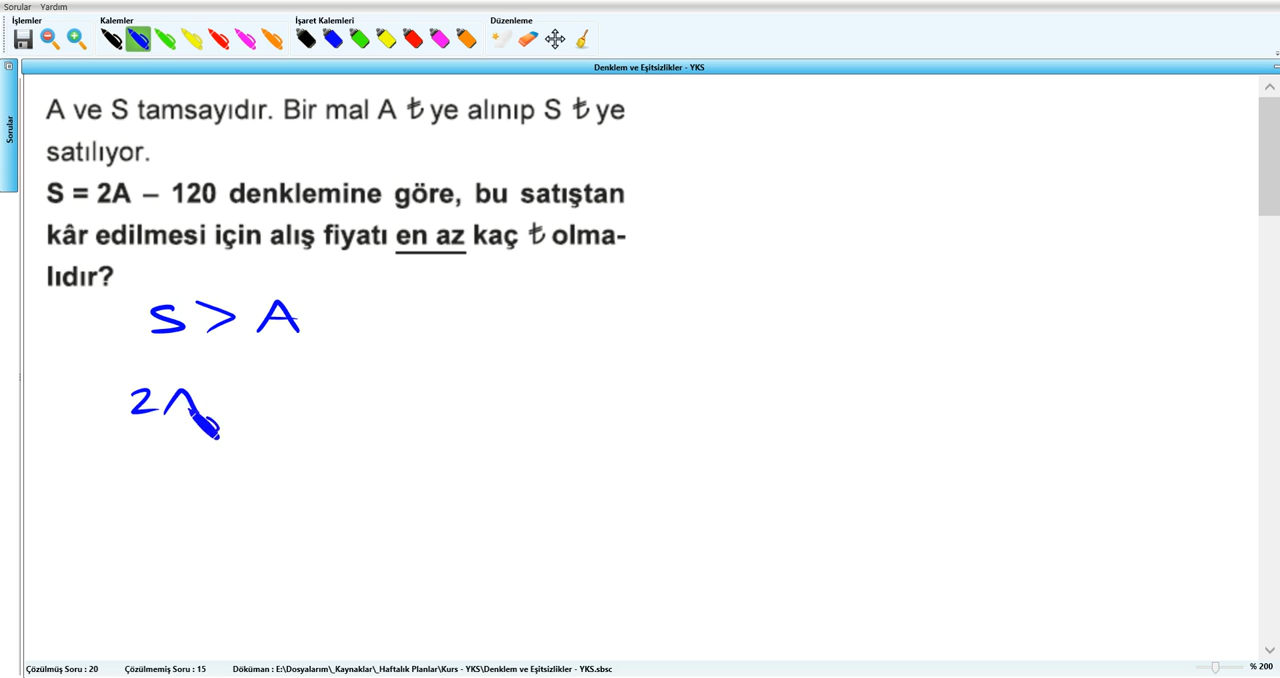 Sorular Yardım
İşlemler Kalemler İşaret Kalemleri Düzenleme
Denklem ve Eşitsizlikler - YKS
Sorular
A ve S tamsayıdır. Bir mal A ₺ ye alınıp S ₺ ye
satılıyor.
S = 2A – 120 denklemine göre, bu satıştan
kâr edilmesi için alış fiyatı en az kaç ₺ olma-
lıdır?
S > A
2A
Çözülmüş Soru : 20 Çözülmemiş Soru : 15 Döküman : E:\Dosyalarım\_Kaynaklar\_Haftalık Planlar\Kurs - YKS\Denklem ve Eşitsizlikler - YKS.sbsc % 200